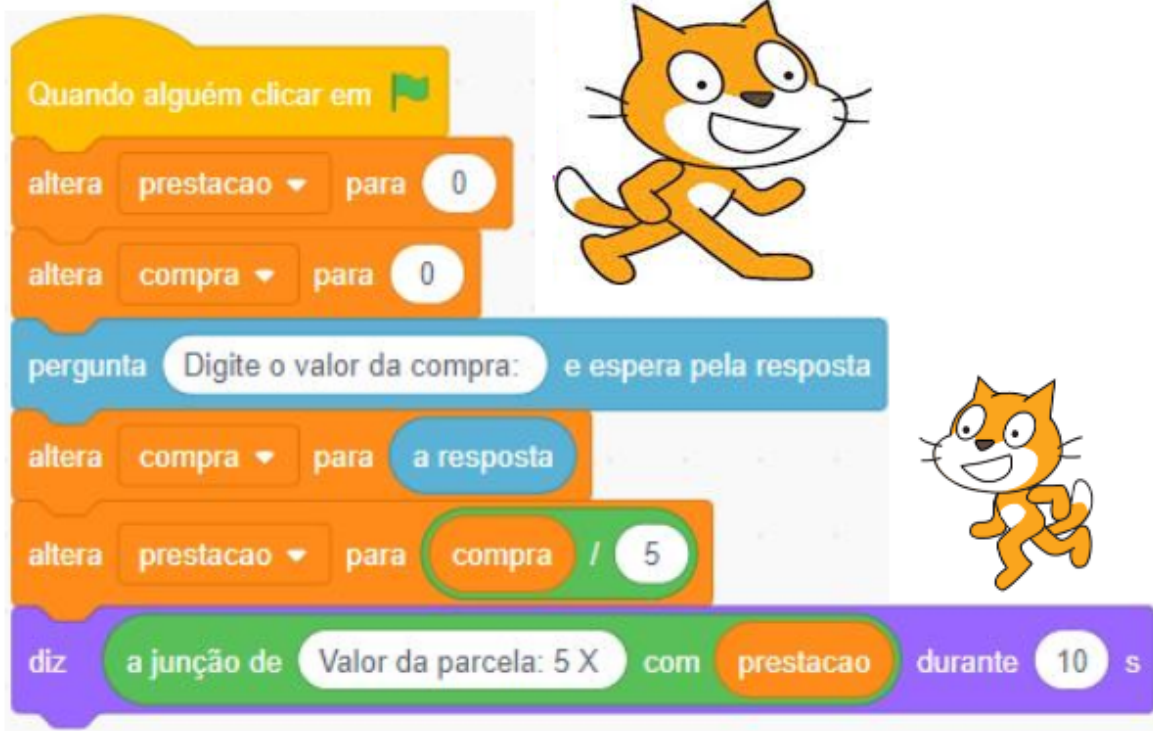 Quando alguém clicar em
altera prestacao para 0
altera compra para 0
pergunta Digite o valor da compra: e espera pela resposta
altera compra para a resposta
altera prestacao para compra / 5
diz a junção de Valor da parcela: 5 X com prestacao durante 10 s